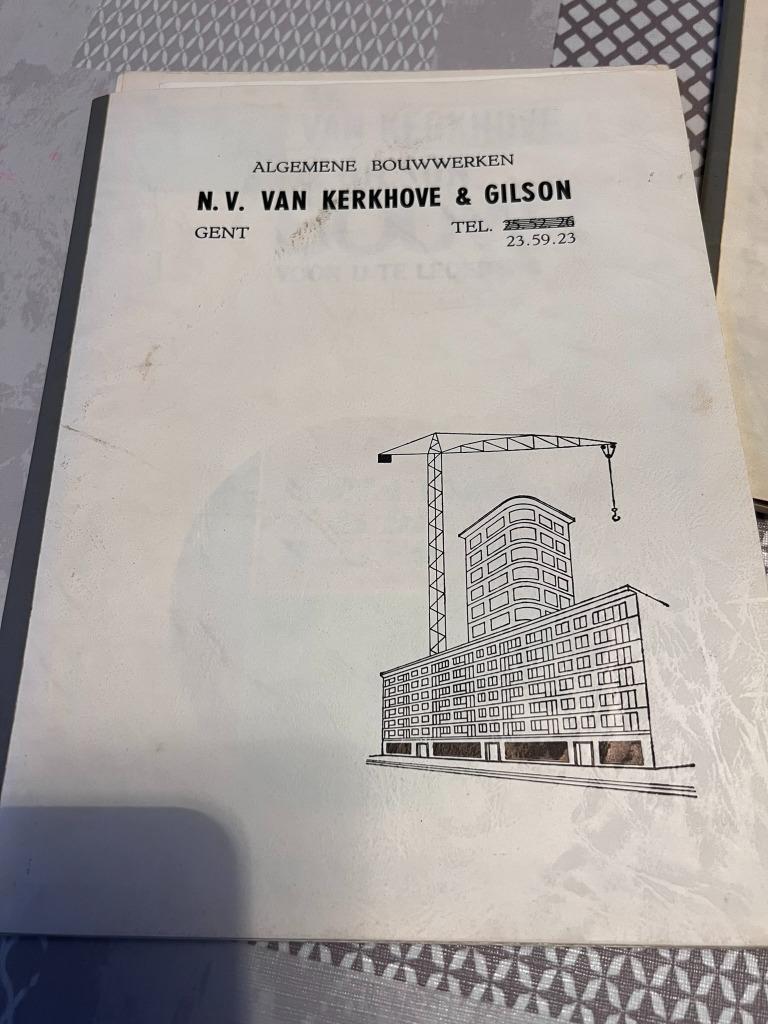 ALGEMENE BOUWWERKEN
N.V. VAN KERKHOVE & GILSON
GENT TEL. 25.52.26
23.59.23